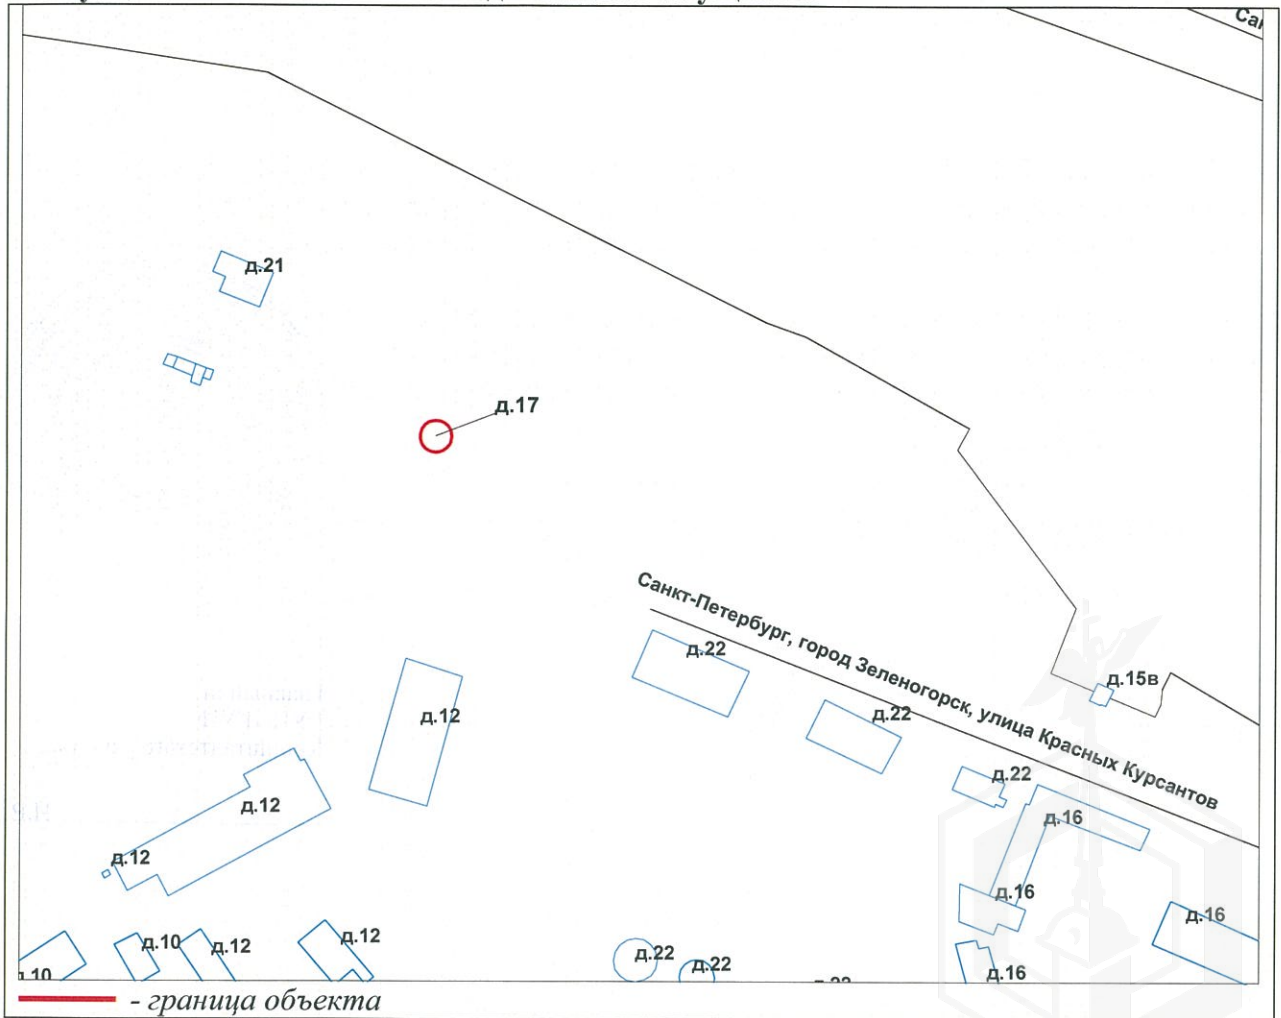 д.21
д.17
Санкт-Петербург, город Зеленогорск, улица Красных Курсантов
д.22
д.15в
д.12
д.22
д.22
д.12
д.16
д.12
д.16
д.16
д.10
д.12
д.12
д.22
д.22
д.16
- граница объекта